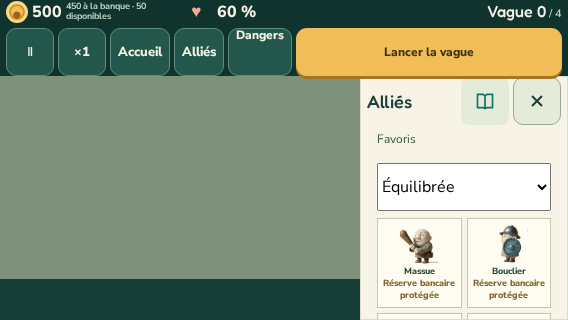 500 450 à la banque · 50 disponibles
60 %
Vague 0 / 4
II
×1
Accueil
Alliés
Dangers
Lancer la vague
Alliés
Favoris
Équilibrée
Massue
Réserve bancaire
protégée
Bouclier
Réserve bancaire
protégée